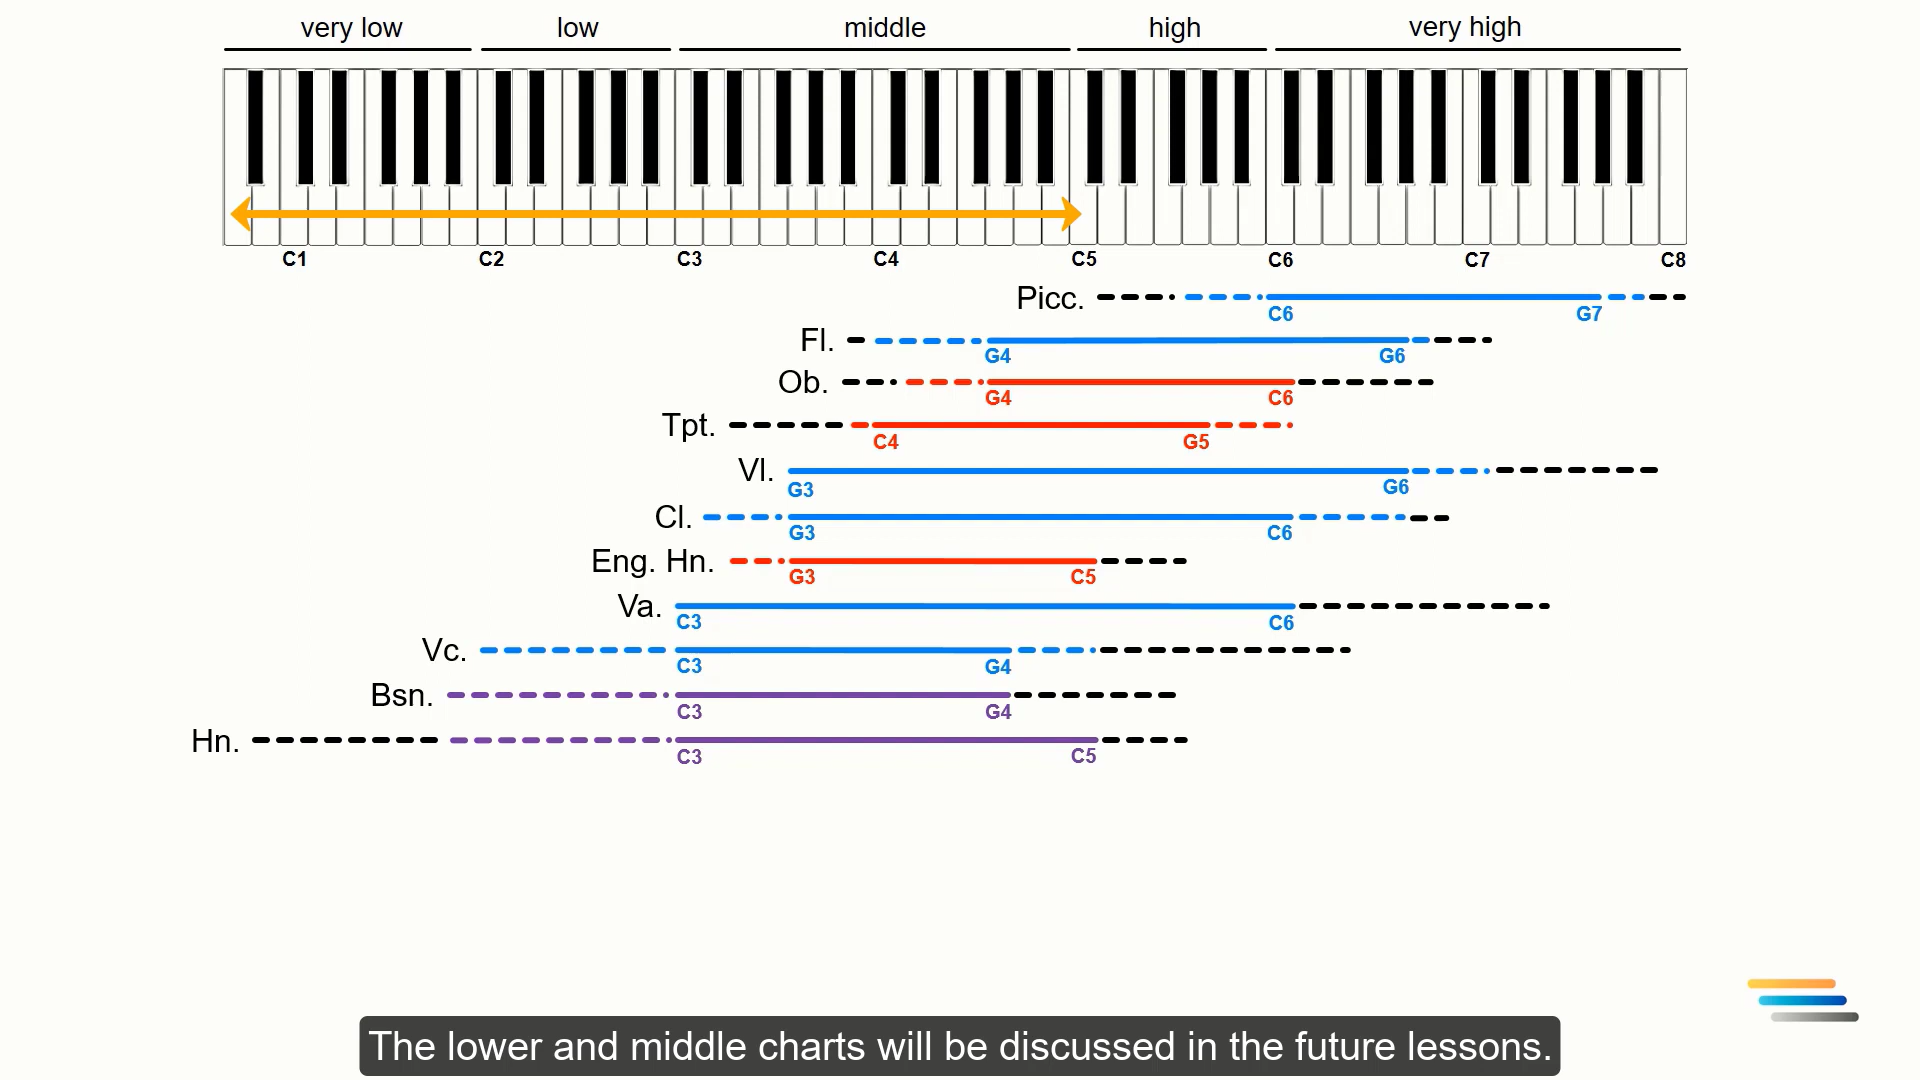 very low low middle high very high
C1 C2 C3 C4 C5 C6 C7 C8
Picc.
C6 G7
Fl.
G4 G6
Ob.
G4 C6
Tpt.
C4 G5
Vl.
G3 G6
Cl.
G3 C6
Eng. Hn.
G3 C5
Va.
C3 C6
Vc.
C3 G4
Bsn.
C3 G4
Hn.
C3 C5
The lower and middle charts will be discussed in the future lessons.